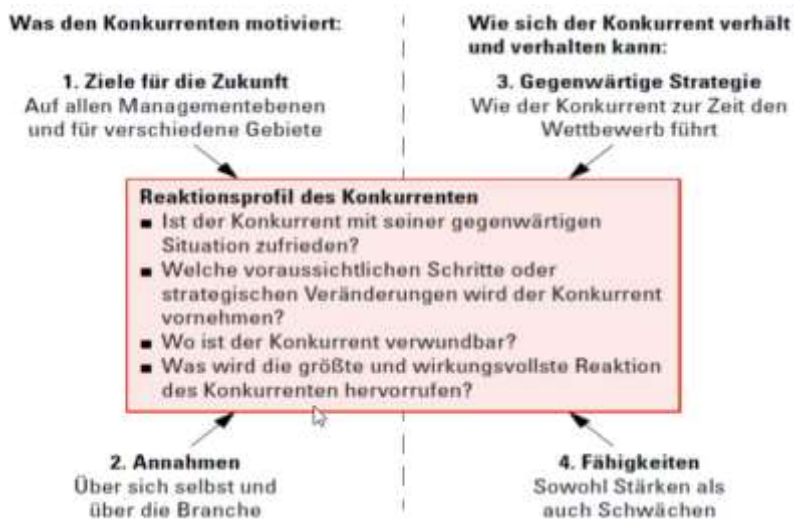 Was den Konkurrenten motiviert:
Wie sich der Konkurrent verhält
und verhalten kann:
1. Ziele für die Zukunft
Auf allen Managementebenen
und für verschiedene Gebiete
3. Gegenwärtige Strategie
Wie der Konkurrent zur Zeit den
Wettbewerb führt
Reaktionsprofil des Konkurrenten
Ist der Konkurrent mit seiner gegenwärtigen
Situation zufrieden?
Welche voraussichtlichen Schritte oder
strategischen Veränderungen wird der Konkurrent
vornehmen?
Wo ist der Konkurrent verwundbar?
Was wird die größte und wirkungsvollste Reaktion
des Konkurrenten hervorrufen?
2. Annahmen
Über sich selbst und
über die Branche
4. Fähigkeiten
Sowohl Stärken als
auch Schwächen